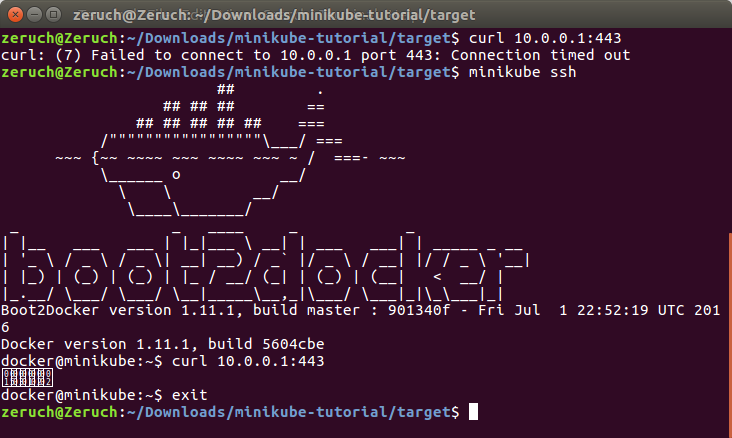 zeruch@Zeruch: ~/Downloads/minikube-tutorial/target
zeruch@Zeruch:~/Downloads/minikube-tutorial/target$ curl 10.0.0.1:443
curl: (7) Failed to connect to 10.0.0.1 port 443: Connection timed out
zeruch@Zeruch:~/Downloads/minikube-tutorial/target$ minikube ssh
                        ##         .
                  ## ## ##        ==
               ## ## ## ## ##    ===
           /"""""""""""""""""\___/ ===
      ~~~ {~~ ~~~~ ~~~ ~~~~ ~~~ ~ /  ===- ~~~
           \______ o           __/
             \    \         __/
              \____\_______/
 _                 _   ____     _            _
| |__   ___   ___ | |_|___ \ __| | ___   ___| | _____ _ __
| '_ \ / _ \ / _ \| __| __) / _` |/ _ \ / __| |/ / _ \ '__|
| |_) | (_) | (_) | |_ / __/ (_| | (_) | (__|   <  __/ |
|_.__/ \___/ \___/ \__|_____\__,_|\___/ \___|_|\_\___|_|
Boot2Docker version 1.11.1, build master : 901340f - Fri Jul  1 22:52:19 UTC 201
6
Docker version 1.11.1, build 5604cbe
docker@minikube:~$ curl 10.0.0.1:443
docker@minikube:~$ exit
zeruch@Zeruch:~/Downloads/minikube-tutorial/target$